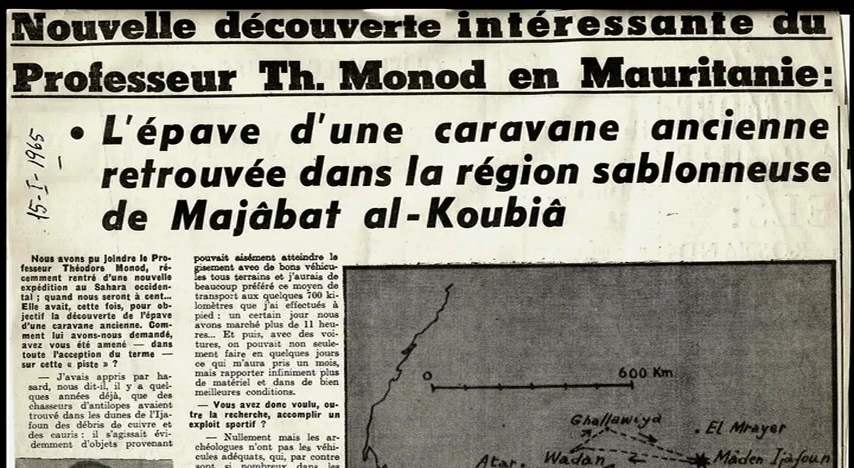 Nouvelle découverte intéressante du
Professeur Th. Monod en Mauritanie:
15-I-1965
• L'épave d'une caravane ancienne
retrouvée dans la région sablonneuse
de Majâbat al-Koubiâ
Nous avons pu joindre le Pro-
fesseur Théodore Monod, ré-
cemment rentré d'une nouvelle
expédition au Sahara occiden-
tal ; quand nous seront à cent...
Elle avait, cette fois, pour ob-
jectif la découverte de l'épave
d'une caravane ancienne. Com-
ment lui avons-nous demandé,
avez vous été amené — dans
toute l'acception du terme —
sur cette « piste » ?
— J'avais appris par ha-
sard, nous dit-il, il y a quel-
ques années déjà, que des
chasseurs d'antilopes avaient
trouvé dans les dunes de l'Ija-
foun des débris de cuivre et
des cauris : il s'agissait évi-
demment d'objets provenant
pouvait aisément atteindre le
gisement avec de bons véhicu-
les tous terrains et j'aurais de
beaucoup préféré ce moyen de
transport aux quelques 700 ki-
lomètres que j'ai effectués à
pied : un certain jour nous
avons marché plus de 11 heu-
res... Et puis, avec des voi-
tures, on pouvait non seule-
ment faire en quelques jours
ce qui m'aura pris un mois,
mais rapporter infiniment plus
de matériel et dans de bien
meilleures conditions.
— Vous avez donc voulu, ou-
tre la recherche, accomplir un
exploit sportif ?
— Nullement mais les ar-
chéologues n'ont pas les véhi-
cules adéquats, qui, par contre
sont si nombreux dans les
0 600 Km
Ghallawiya
El Mrayer
Atar. Wadan Mâden Ijâfoun